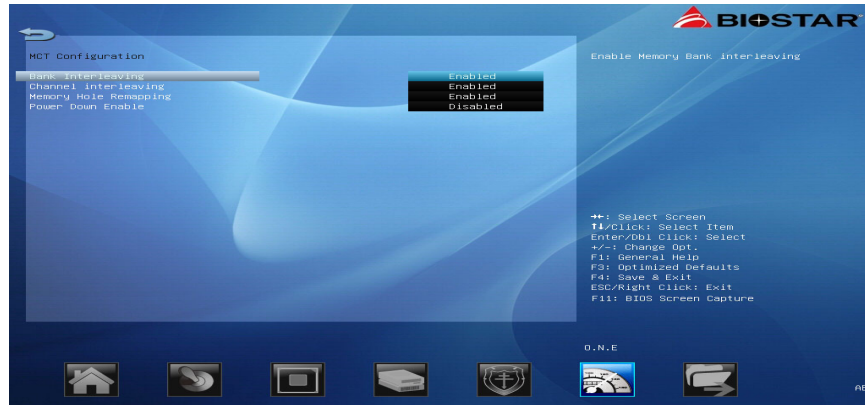 BIOSTAR
MCT Configuration
Enable Memory Bank interleaving
Bank Interleaving Enabled
Channel interleaving Enabled
Memory Hole Remapping Enabled
Power Down Enable Disabled
→←: Select Screen
↑↓/Click: Select Item
Enter/Dbl Click: Select
+/-: Change Opt.
F1: General Help
F3: Optimized Defaults
F4: Save & Exit
ESC/Right Click: Exit
F11: BIOS Screen Capture
O.N.E